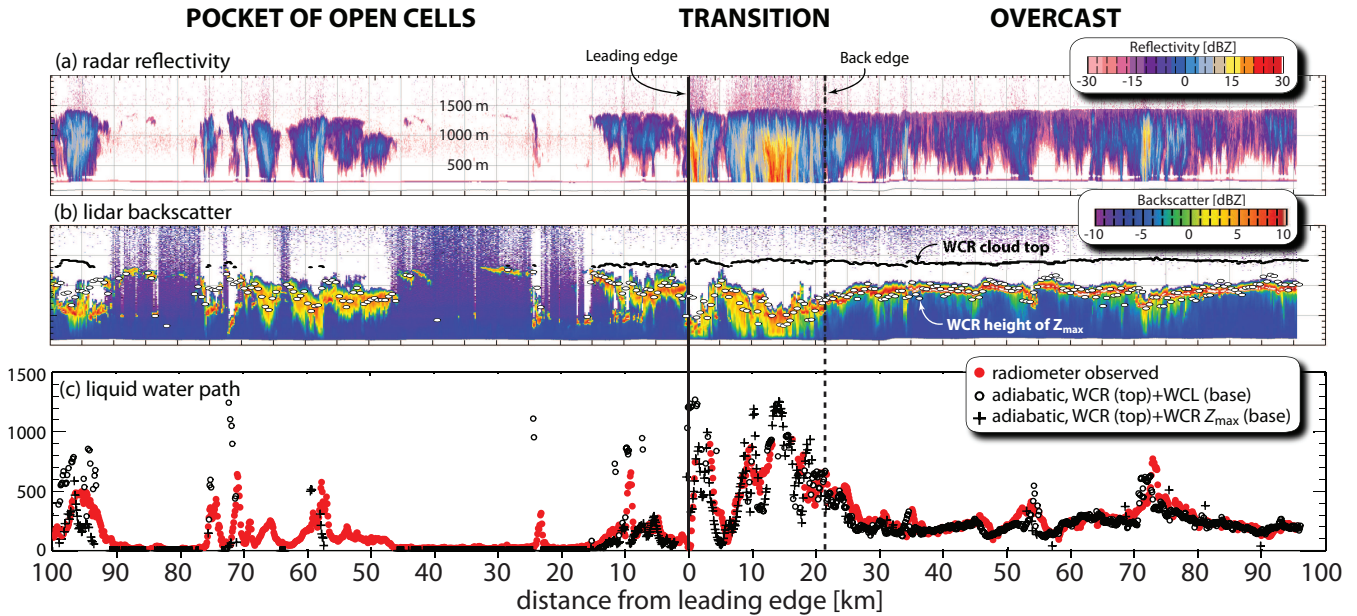 POCKET OF OPEN CELLS TRANSITION OVERCAST
Leading edge
Back edge
(a) radar reflectivity
Reflectivity [dBZ]
-30 -15 0 15 30
1500 m
1000 m
500 m
(b) lidar backscatter
Backscatter [dBZ]
-10 -5 0 5 10
WCR cloud top
WCR height of Zmax
(c) liquid water path
radiometer observed
adiabatic, WCR (top)+WCL (base)
adiabatic, WCR (top)+WCR Zmax (base)
1500
1000
500
0
100 90 80 70 60 50 40 30 20 10 0 10 20 30 40 50 60 70 80 90 100
distance from leading edge [km]